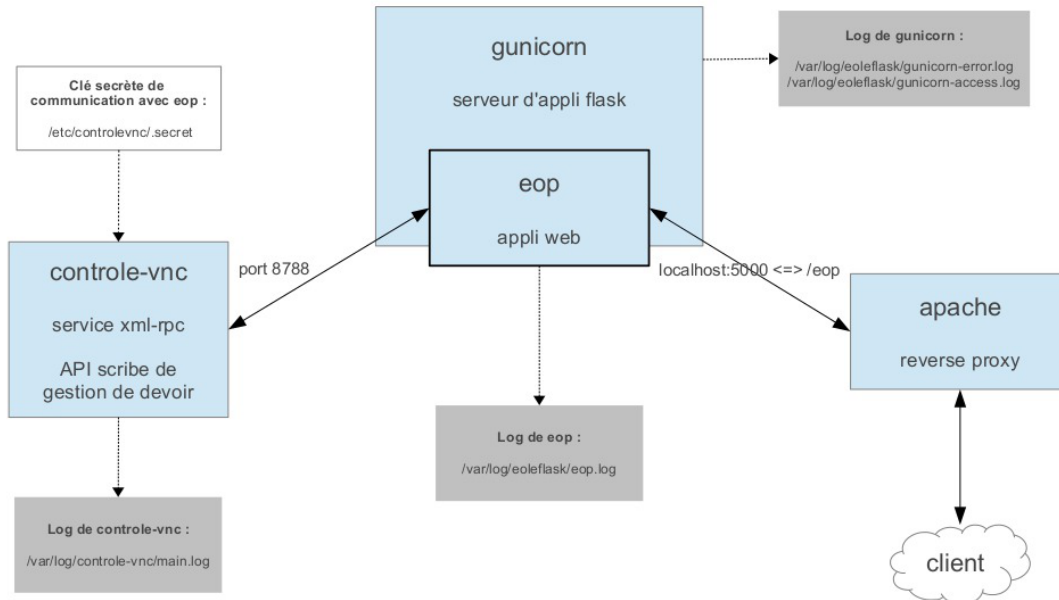 gunicorn
serveur d'appli flask
Log de gunicorn :
/var/log/eoleflask/gunicorn-error.log
/var/log/eoleflask/gunicorn-access.log
Clé secrète de
communication avec eop :
/etc/controlevnc/.secret
eop
appli web
controle-vnc
service xml-rpc
API scribe de
gestion de devoir
port 8788
localhost:5000 <=> /eop
apache
reverse proxy
Log de eop :
/var/log/eoleflask/eop.log
Log de controle-vnc :
/var/log/controle-vnc/main.log
client